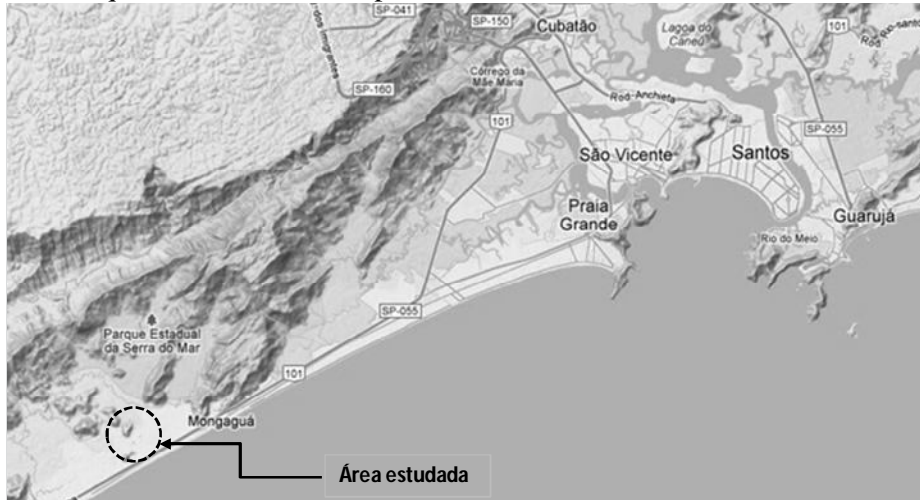 SP-041
SP-150
Cubatão
Lagoa do
Caneú
101
Imigrantes
SP-160
Córrego da
Mãe Maria
Rod-Anchieta
101
SP-055
São Vicente
Santos
Praia
Grande
Guarujá
Rio do Meio
SP-055
Parque Estadual
da Serra do Mar
101
Mongaguá
Área estudada